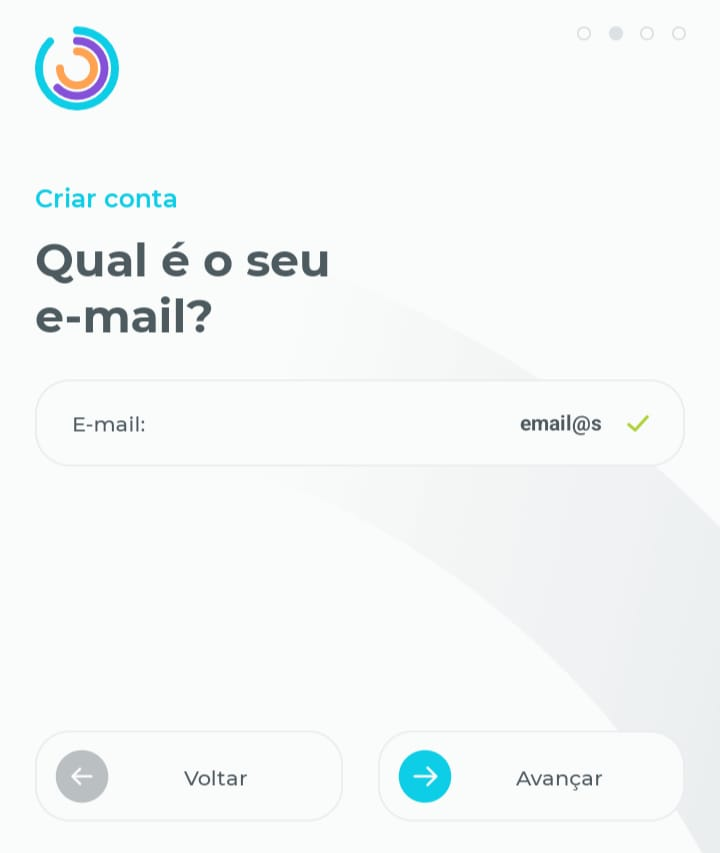 Criar conta
Qual é o seu
e-mail?
E-mail: email@s
Voltar
Avançar